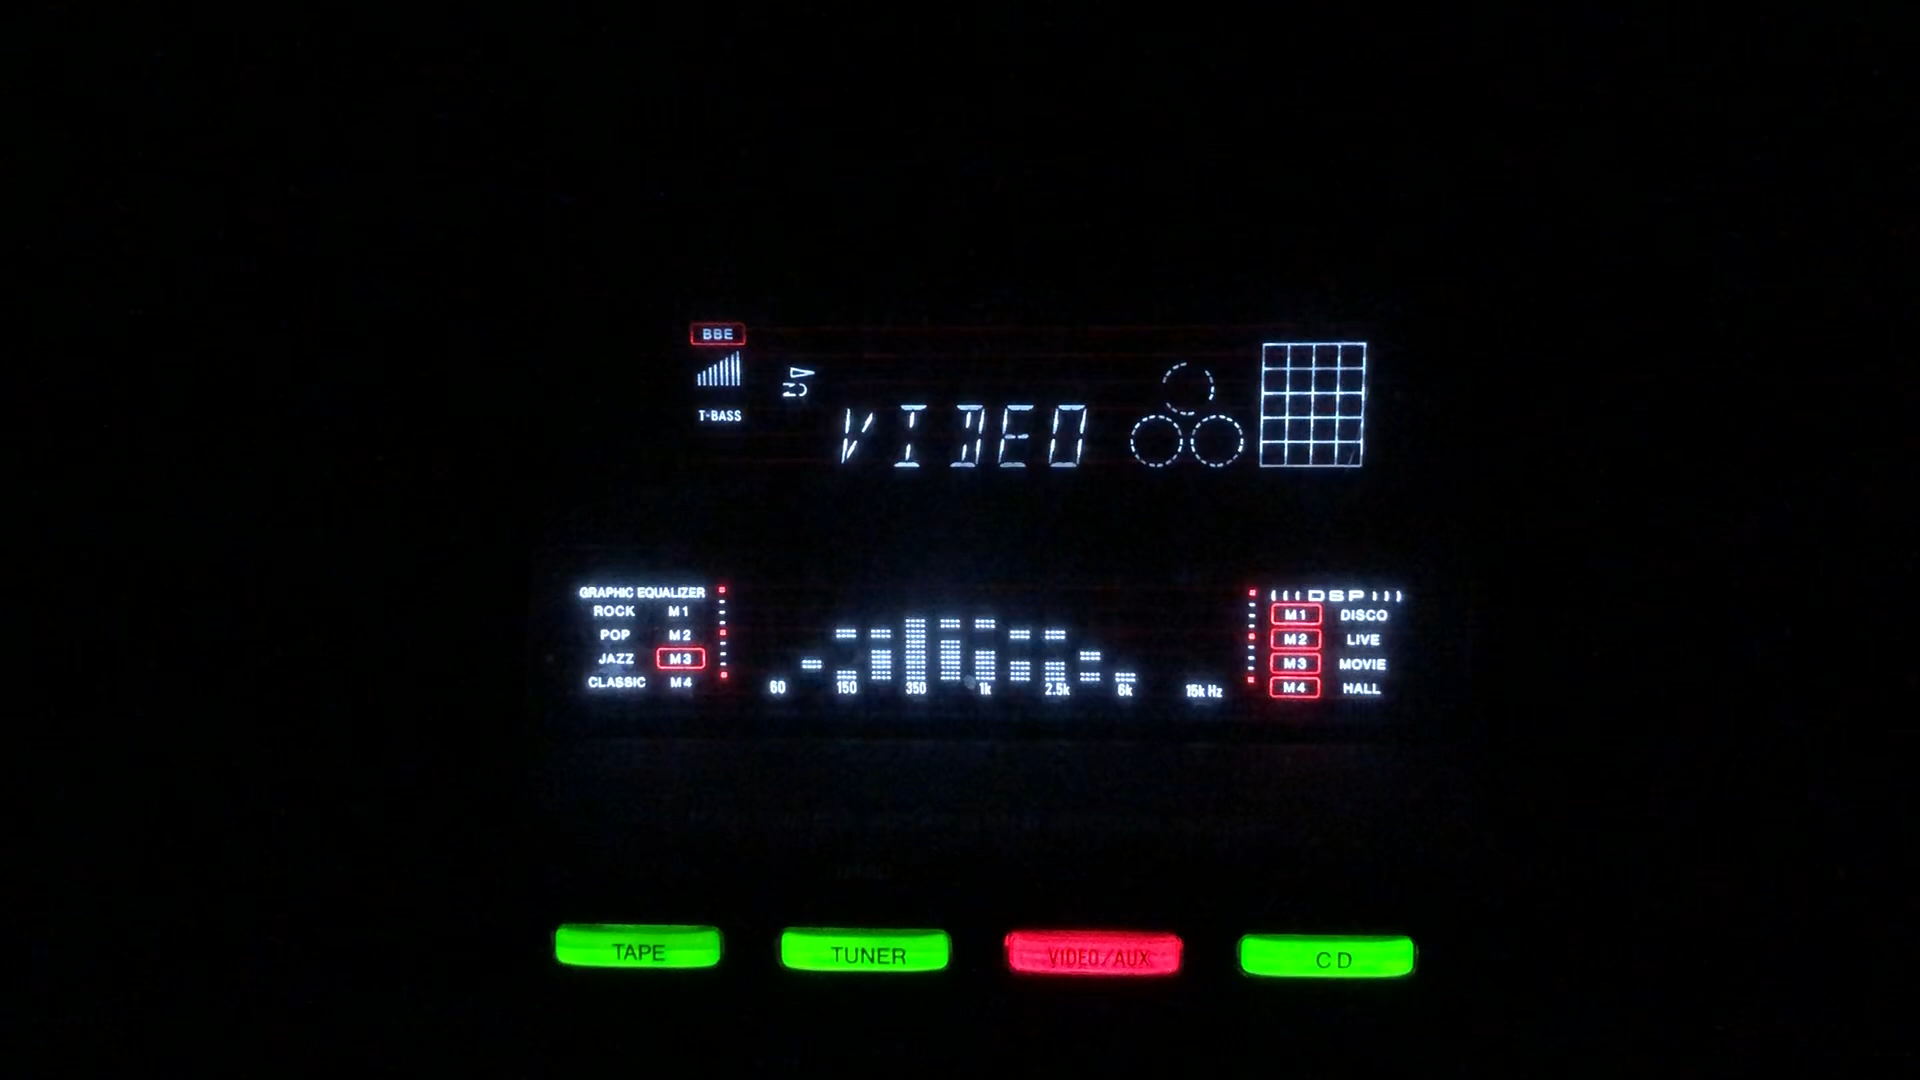 BBE
T-BASS
VIDEO
GRAPHIC EQUALIZER
ROCK M1
POP M2
JAZZ M3
CLASSIC M4
60 150 350 1k 2.5k 6k 15k Hz
DSP
M1 DISCO
M2 LIVE
M3 MOVIE
M4 HALL
TAPE TUNER VIDEO/AUX CD